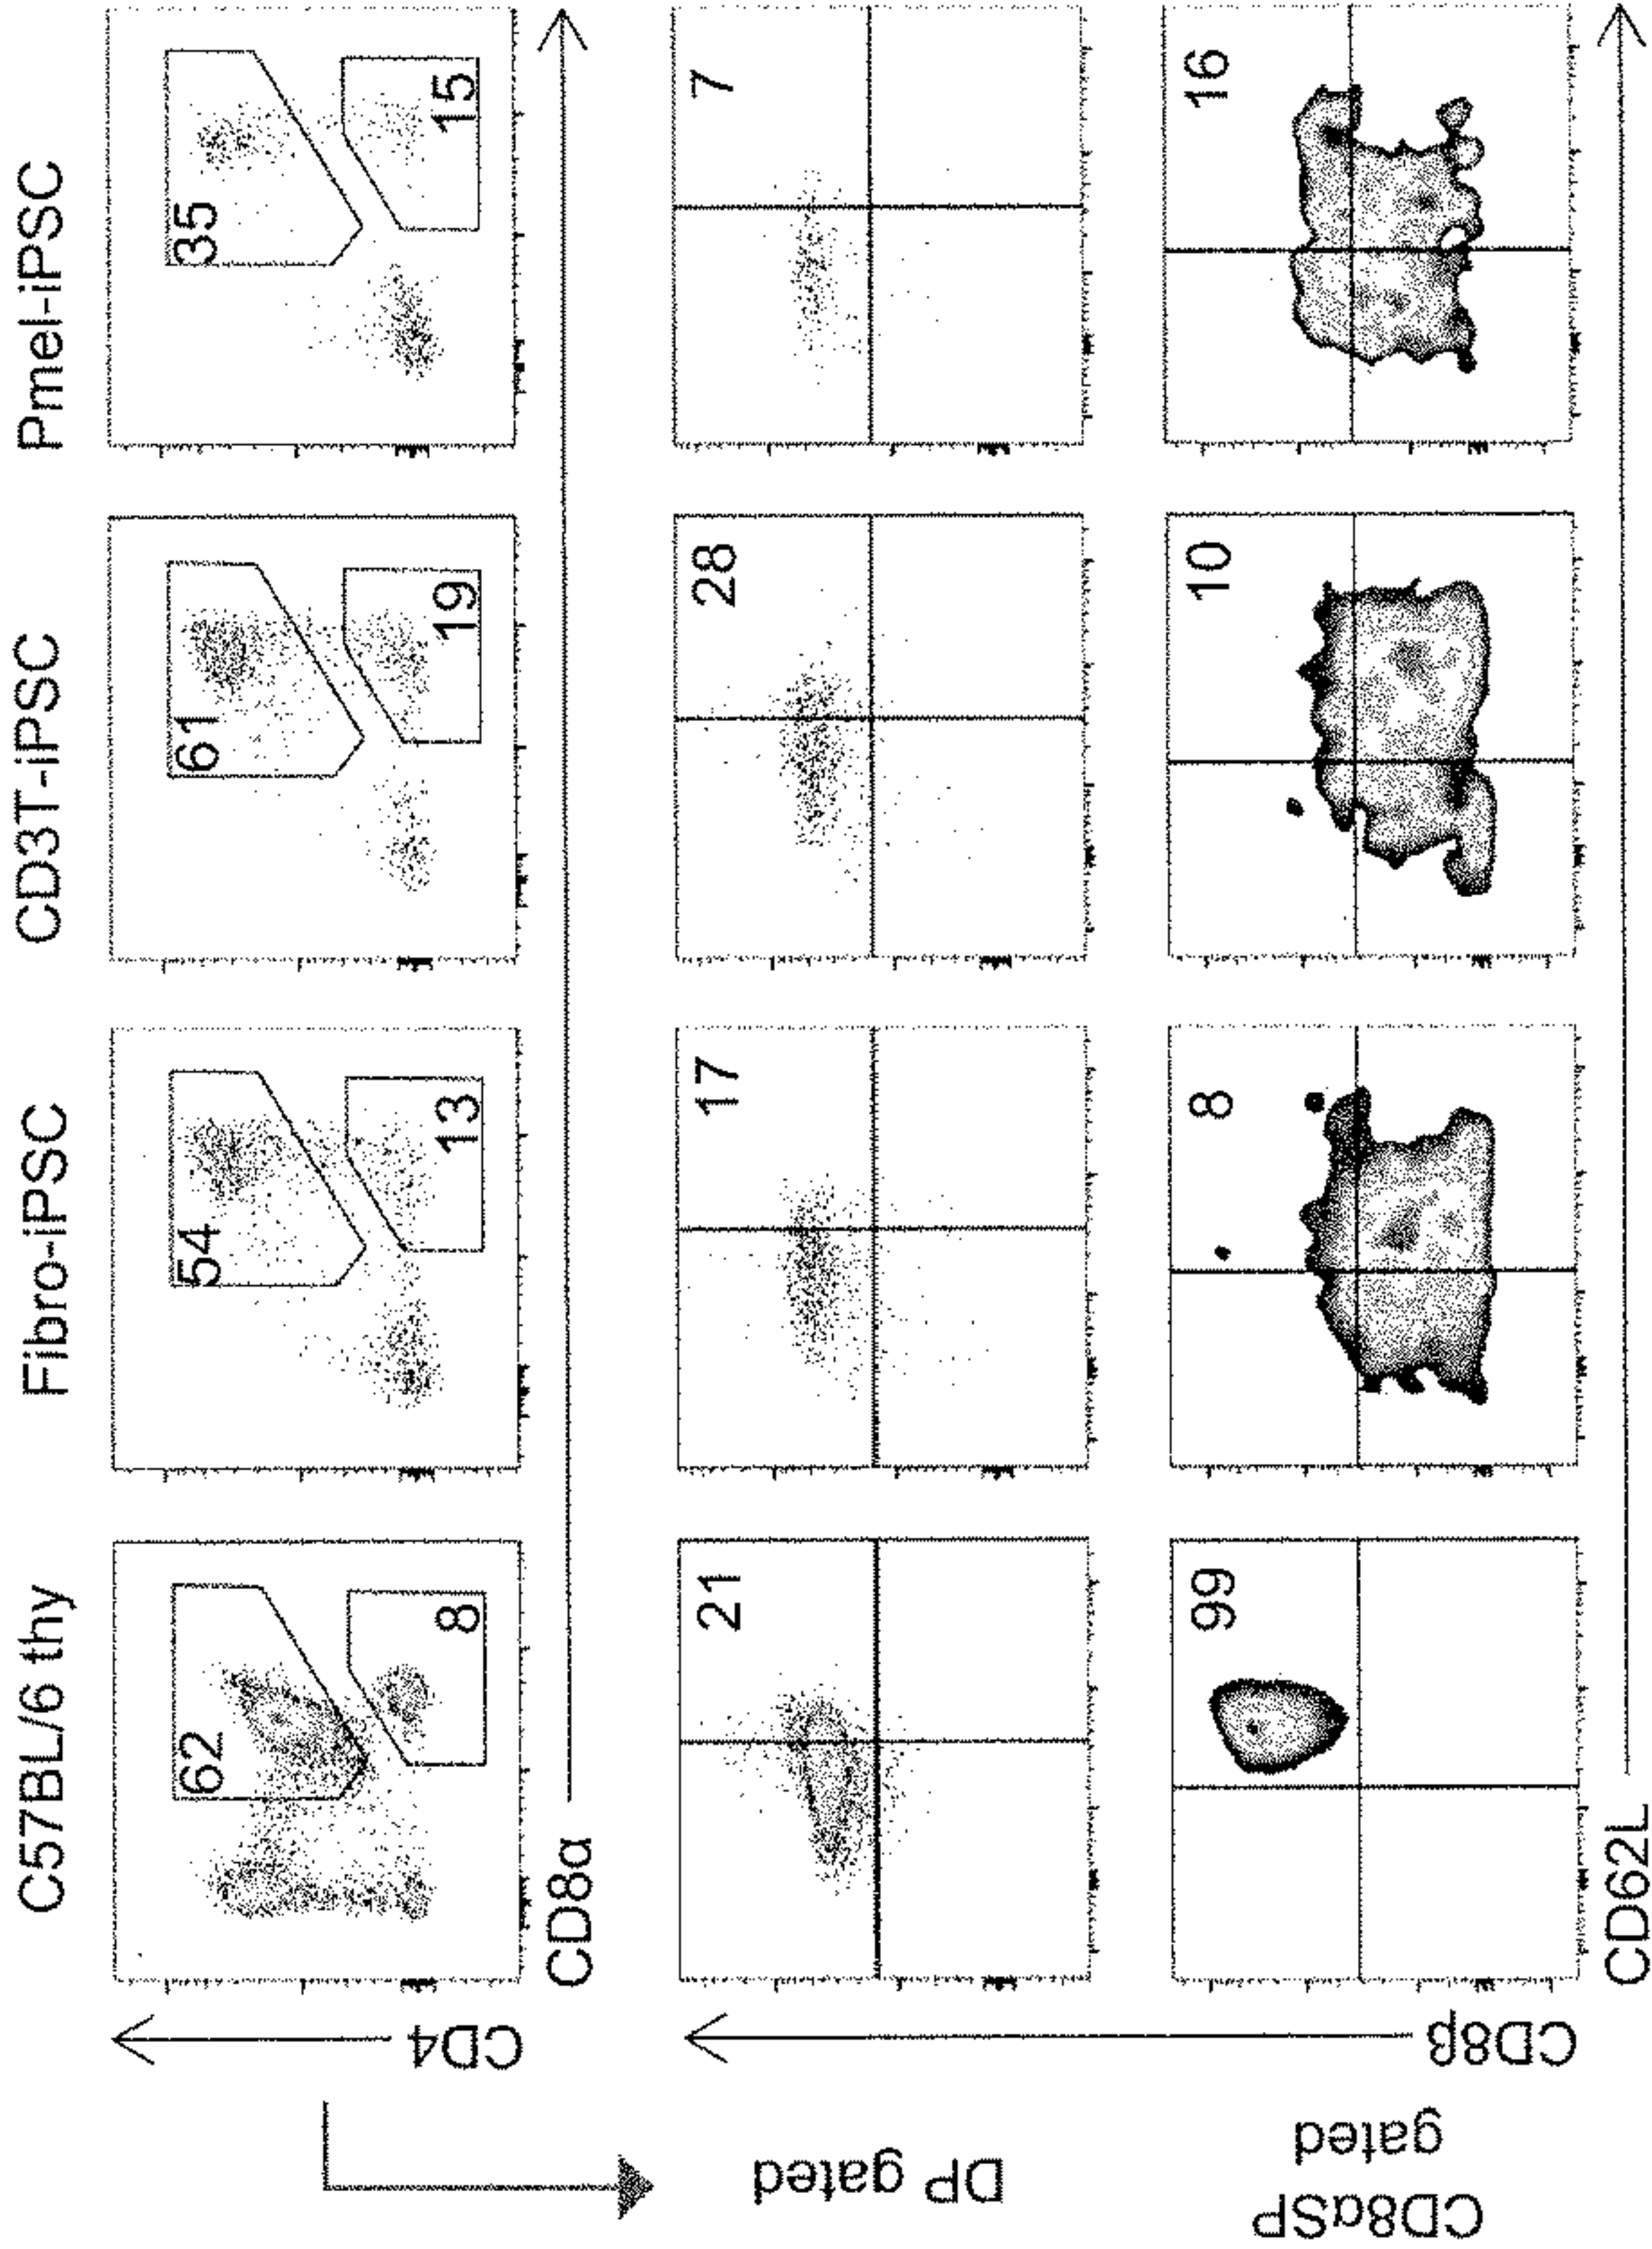 C57BL/6 thy
Fibro-iPSC
CD3T-iPSC
Pmel-iPSC
CD4
62
8
54
13
61
19
35
15
CD8α
DP gated
21
17
28
7
CD8β
CD8αSP
gated
99
8
10
16
CD62L